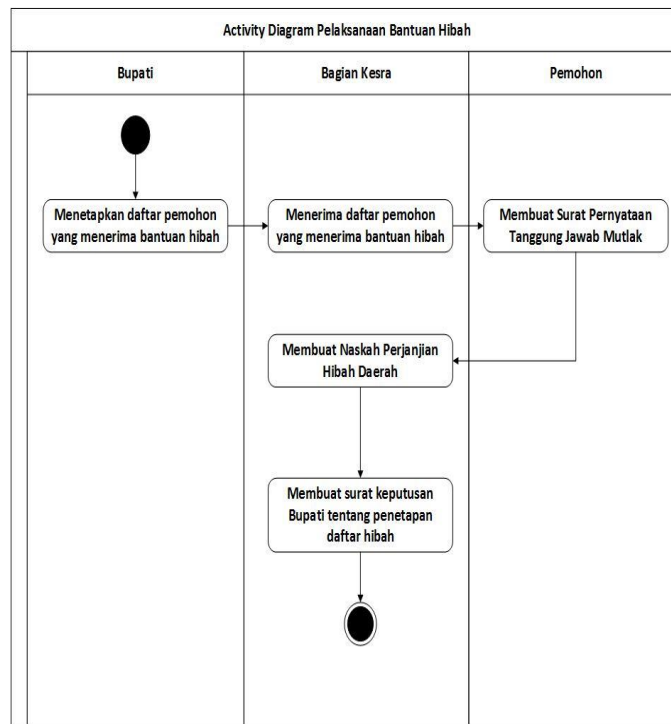 Activity Diagram Pelaksanaan Bantuan Hibah
Bupati
Bagian Kesra
Pemohon
Menetapkan daftar pemohon
yang menerima bantuan hibah
Menerima daftar pemohon
yang menerima bantuan hibah
Membuat Surat Pernyataan
Tanggung Jawab Mutlak
Membuat Naskah Perjanjian
Hibah Daerah
Membuat surat keputusan
Bupati tentang penetapan
daftar hibah